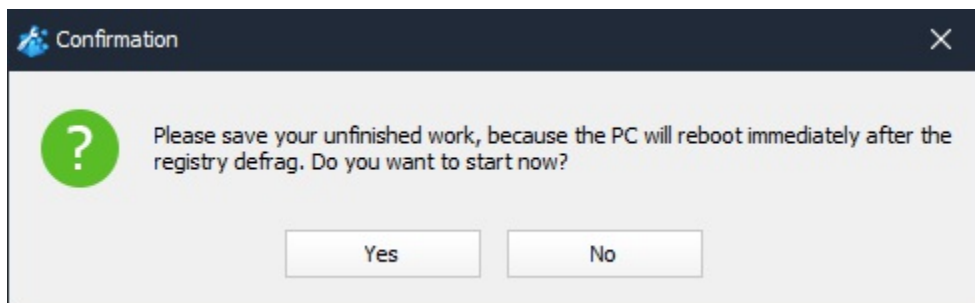 Confirmation
Please save your unfinished work, because the PC will reboot immediately after the
registry defrag. Do you want to start now?
Yes
No